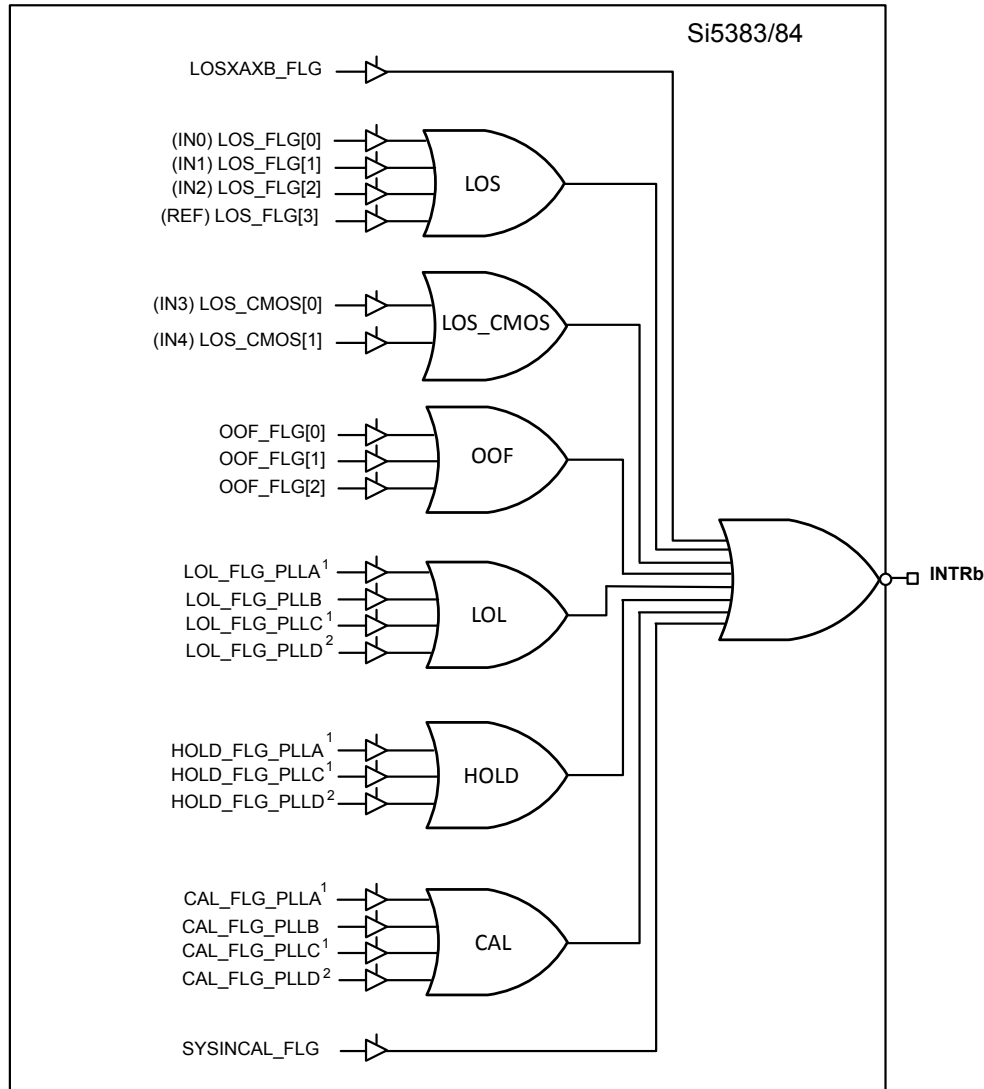 Si5383/84
LOSXAXB_FLG
(IN0) LOS_FLG[0]
(IN1) LOS_FLG[1]
(IN2) LOS_FLG[2]
(REF) LOS_FLG[3]
LOS
(IN3) LOS_CMOS[0]
(IN4) LOS_CMOS[1]
LOS_CMOS
OOF_FLG[0]
OOF_FLG[1]
OOF_FLG[2]
OOF
LOL_FLG_PLLA¹
LOL_FLG_PLLB
LOL_FLG_PLLC¹
LOL_FLG_PLLD²
LOL
INTRb
HOLD_FLG_PLLA¹
HOLD_FLG_PLLC¹
HOLD_FLG_PLLD²
HOLD
CAL_FLG_PLLA¹
CAL_FLG_PLLB
CAL_FLG_PLLC¹
CAL_FLG_PLLD²
CAL
SYSINCAL_FLG